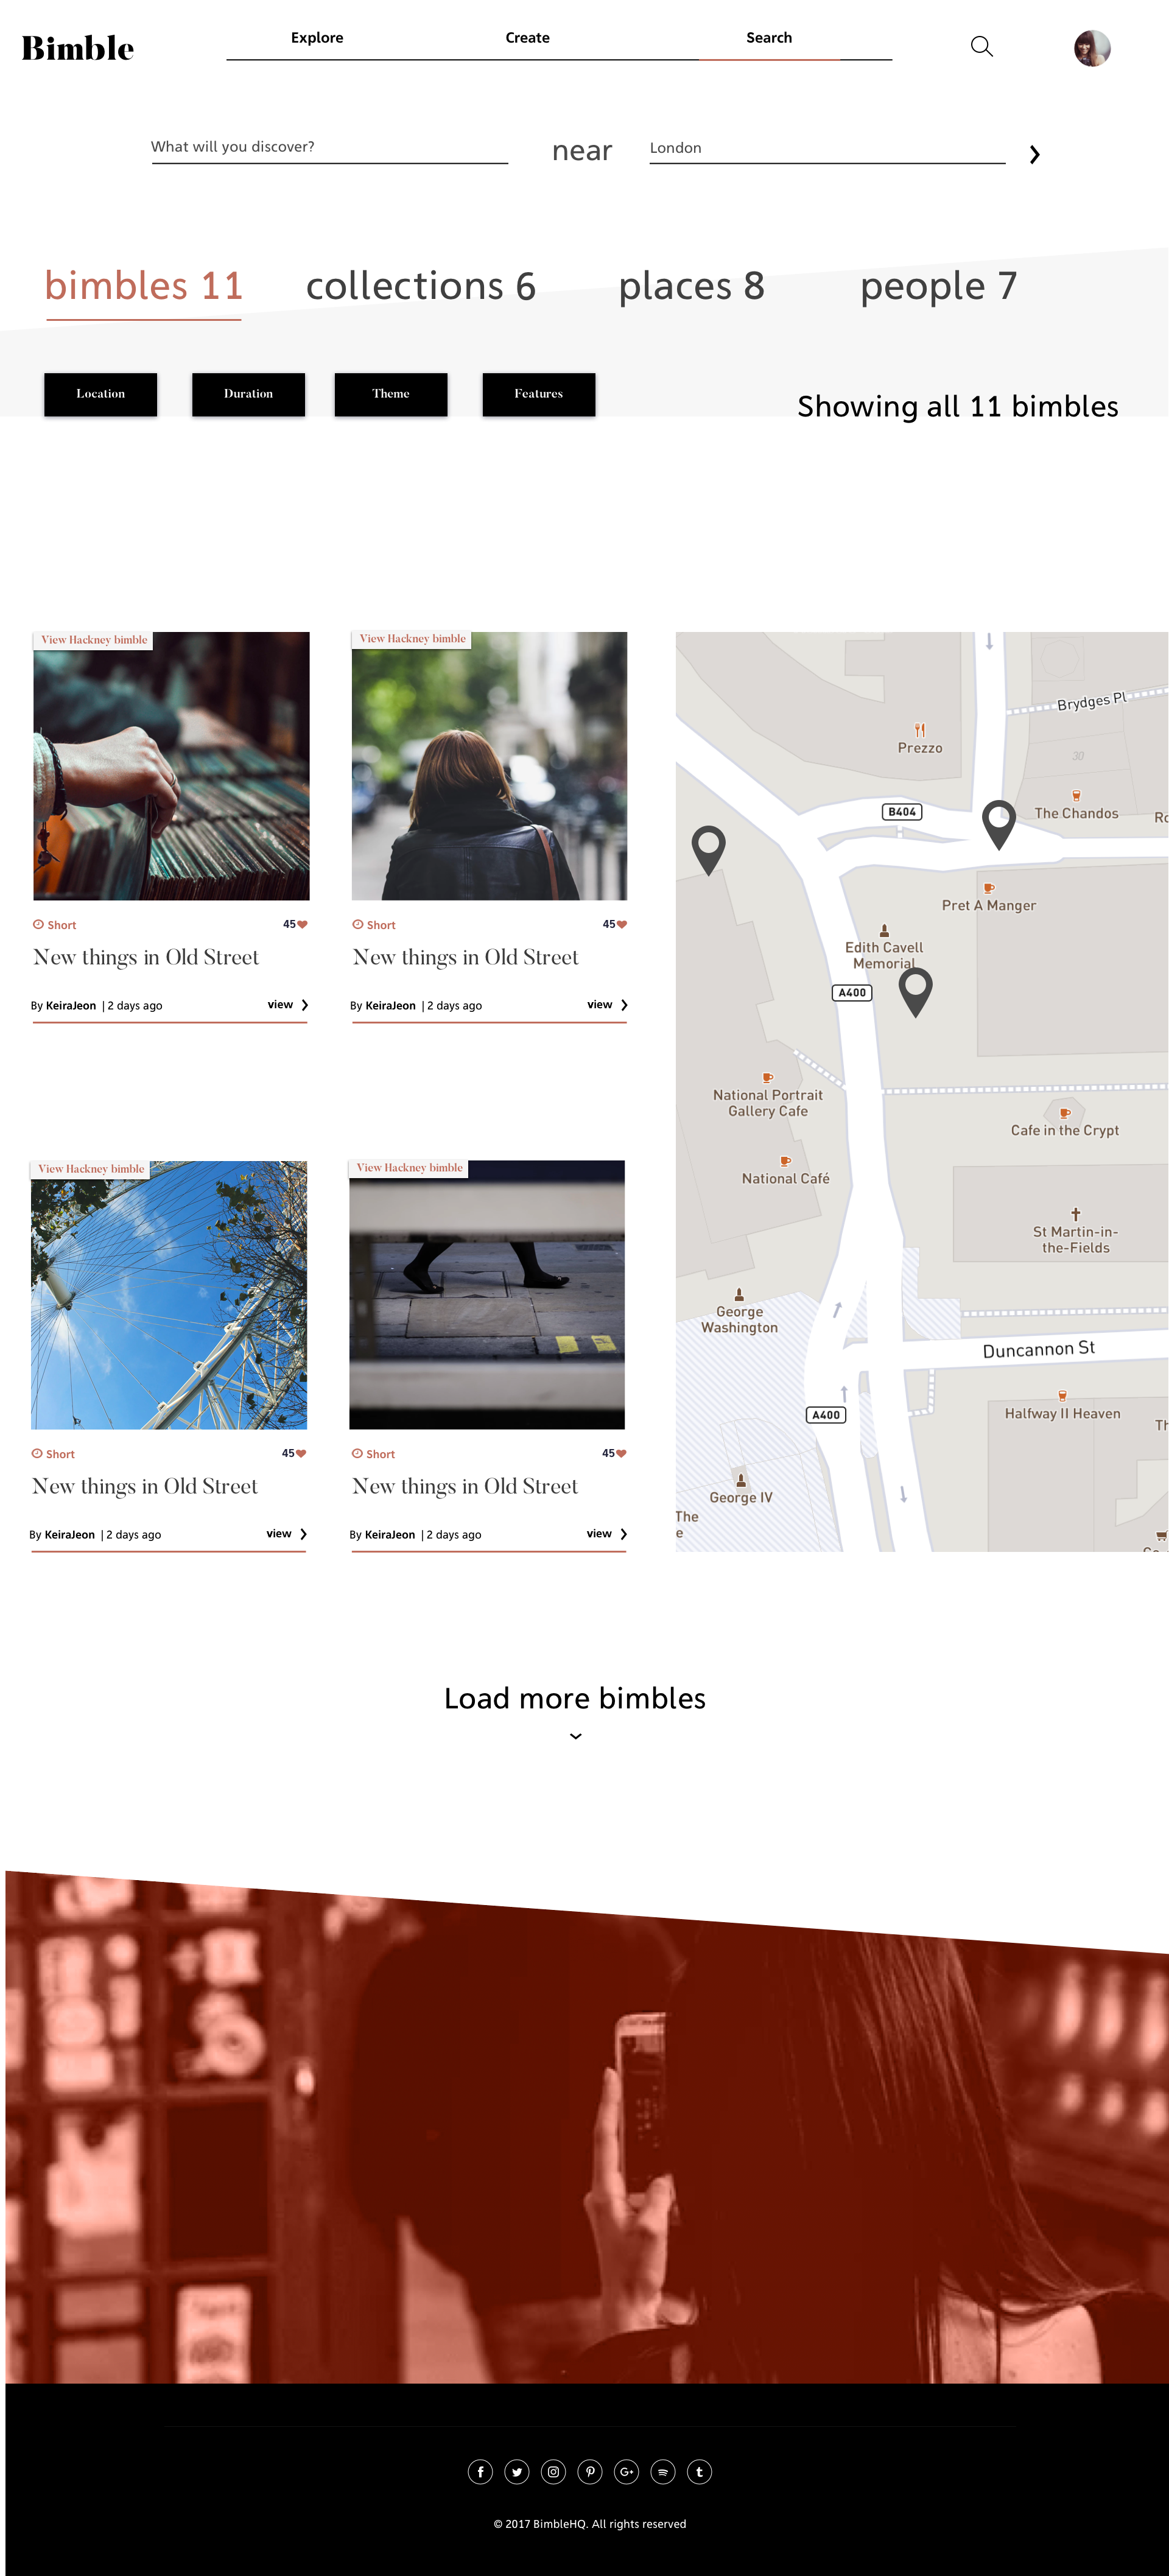 Bimble
Explore
Create
Search
What will you discover?
near
London
bimbles 11
collections 6
places 8
people 7
Location
Duration
Theme
Features
Showing all 11 bimbles
View Hackney bimble
Short
45
New things in Old Street
By KeiraJeon | 2 days ago
view
View Hackney bimble
Short
45
New things in Old Street
By KeiraJeon | 2 days ago
view
View Hackney bimble
Short
45
New things in Old Street
By KeiraJeon | 2 days ago
view
View Hackney bimble
Short
45
New things in Old Street
By KeiraJeon | 2 days ago
view
Brydges Pl
Prezzo
30
B404
The Chandos
Ro
Pret A Manger
Edith Cavell
Memorial
A400
National Portrait
Gallery Cafe
Cafe in the Crypt
National Café
St Martin-in-
the-Fields
George
Washington
Duncannon St
A400
Halfway II Heaven
Th
George IV
The
e
Load more bimbles
© 2017 BimbleHQ. All rights reserved